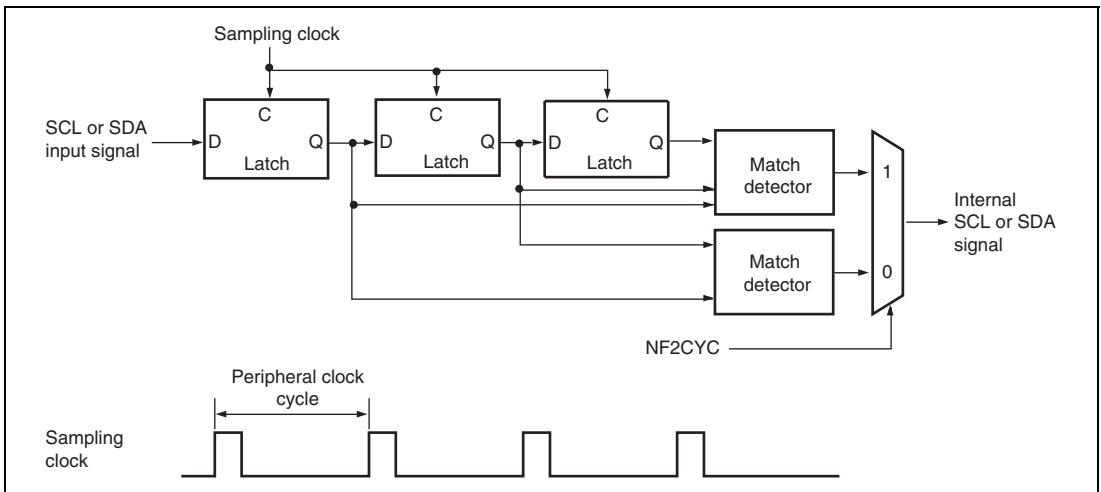 Sampling clock
C
C
C
SCL or SDA
input signal
D
Q
D
Q
D
Q
Latch
Latch
Latch
Match
detector
1
Internal
SCL or SDA
signal
Match
detector
0
NF2CYC
Peripheral clock
cycle
Sampling
clock